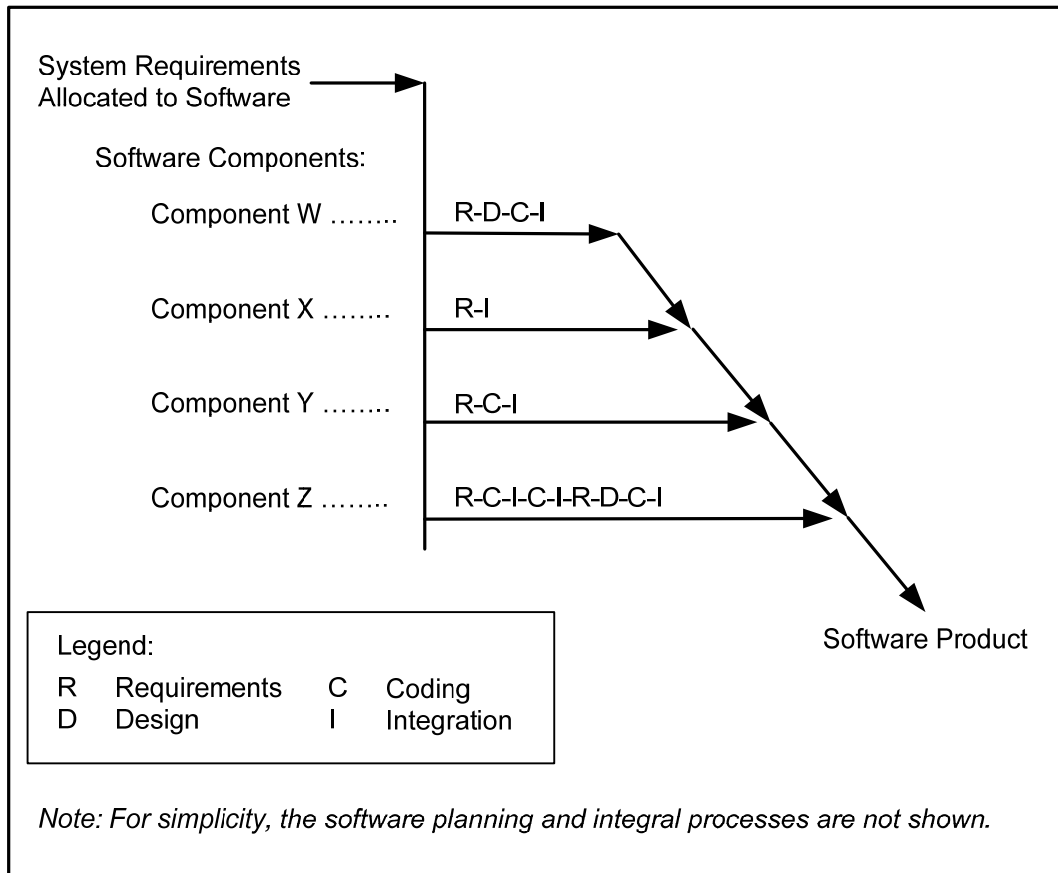 System Requirements
Allocated to Software
Software Components:
Component W ........ R-D-C-I
Component X ........ R-I
Component Y ........ R-C-I
Component Z ........ R-C-I-C-I-R-D-C-I
Software Product
Legend:
R Requirements C Coding
D Design I Integration
Note: For simplicity, the software planning and integral processes are not shown.